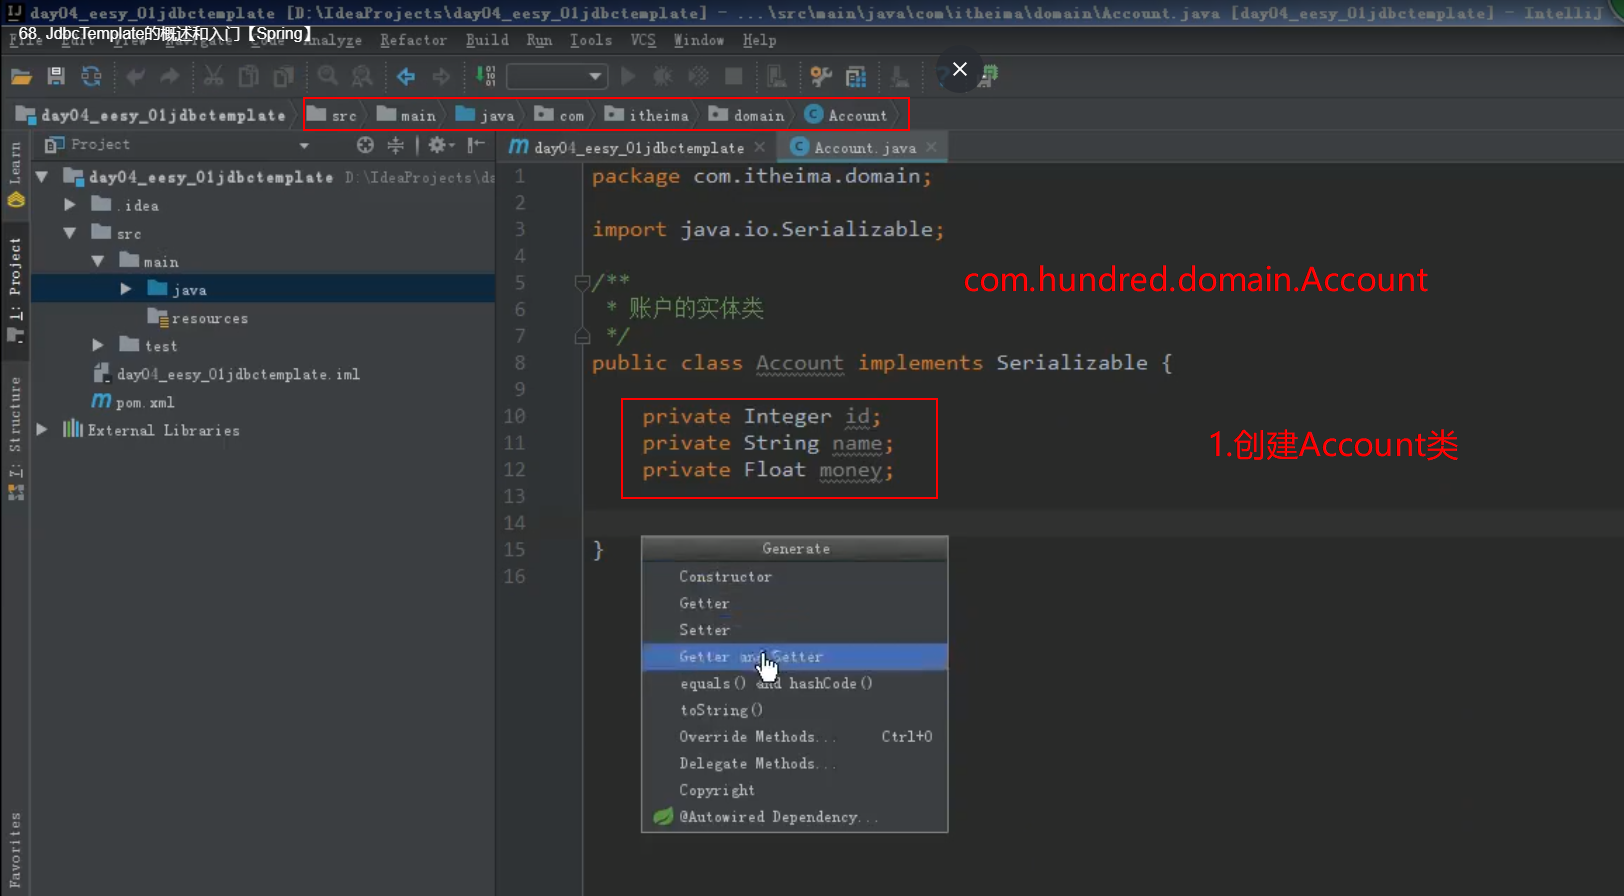 day04_eesy_01jdbctemplate [D:\IdeaProjects\day04_eesy_01jdbctemplate] - ...\src\main\java\com\itheima\domain\Account.java [day04_eesy_01jdbctemplate] - IntelliJ
68. JdbcTemplate的概述和入门【Spring】
File Analyze Refactor Build Run Tools VCS Window Help
day04_eesy_01jdbctemplate src main java com itheima domain Account
Project
day04_eesy_01jdbctemplate Account.java
Learn
1: Project
7: Structure
Favorites
day04_eesy_01jdbctemplate D:\IdeaProjects\da
.idea
src
main
java
resources
test
day04_eesy_01jdbctemplate.iml
pom.xml
External Libraries
1 package com.itheima.domain;
2
3 import java.io.Serializable;
4
5 /**
6 * 账户的实体类
7 */
8 public class Account implements Serializable {
9
10 private Integer id;
11 private String name;
12 private Float money;
13
14
15 }
16
com.hundred.domain.Account
1.创建Account类
Generate
Constructor
Getter
Setter
Getter and Setter
equals() and hashCode()
toString()
Override Methods... Ctrl+O
Delegate Methods...
Copyright
@Autowired Dependency...